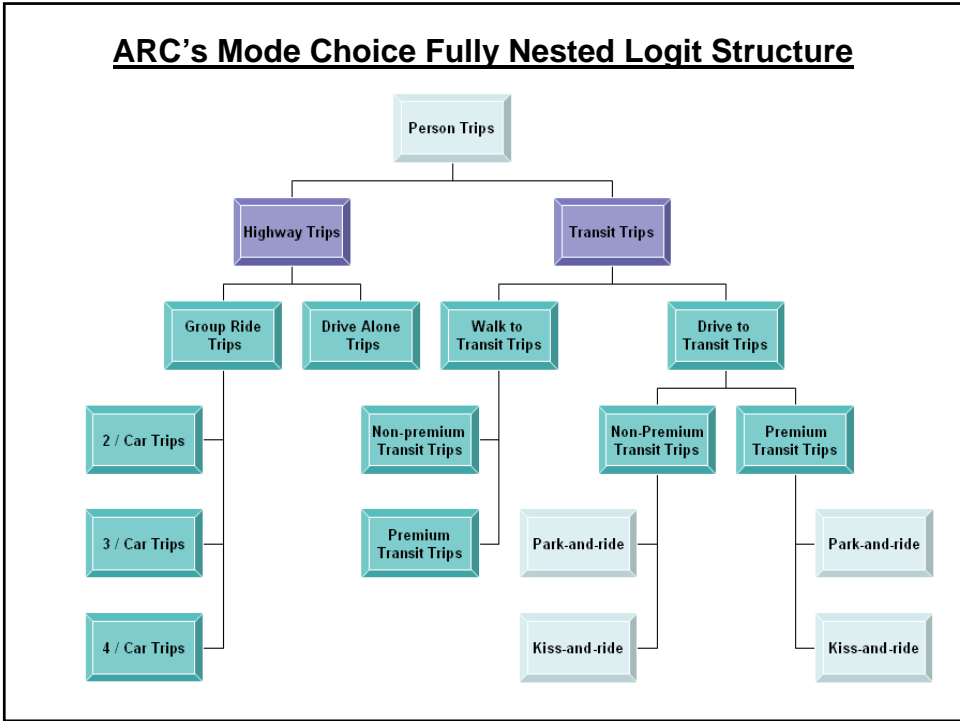 ARC's Mode Choice Fully Nested Logit Structure
Person Trips
Highway Trips
Transit Trips
Group Ride
Trips
Drive Alone
Trips
Walk to
Transit Trips
Drive to
Transit Trips
2 / Car Trips
Non-premium
Transit Trips
Non-Premium
Transit Trips
Premium
Transit Trips
3 / Car Trips
Premium
Transit Trips
Park-and-ride
Park-and-ride
4 / Car Trips
Kiss-and-ride
Kiss-and-ride